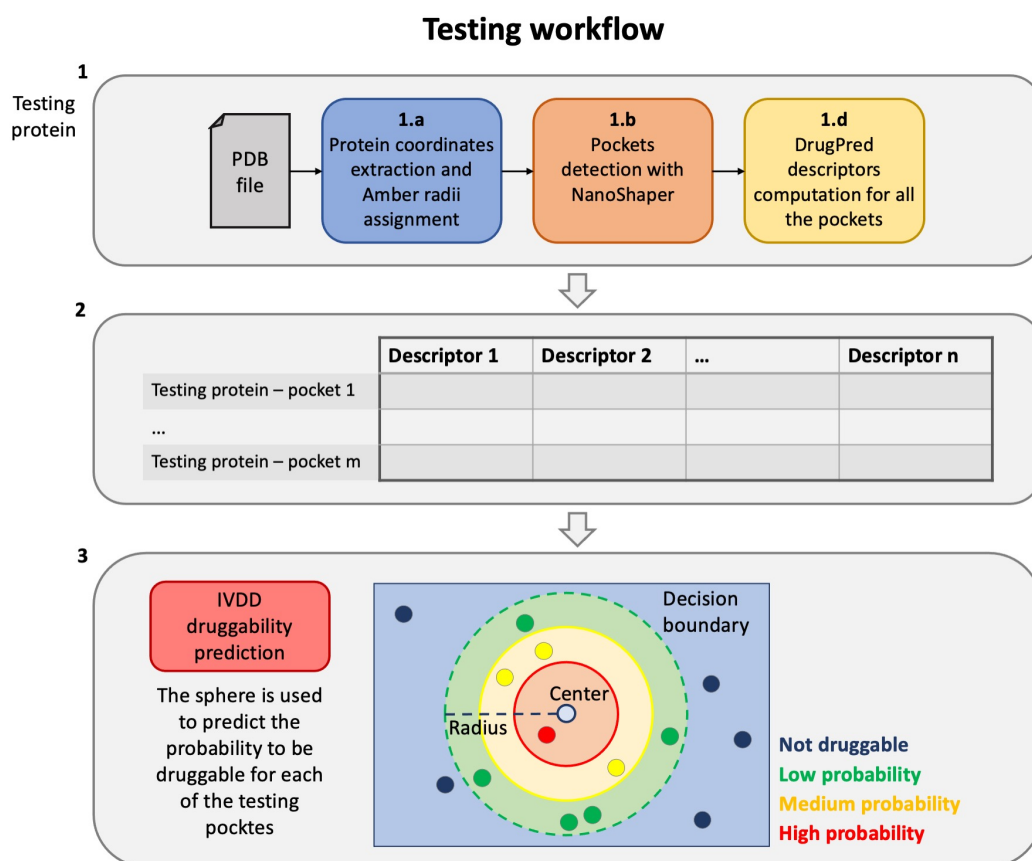 Testing workflow
1
Testing
protein
PDB
file
1.a
Protein coordinates
extraction and
Amber radii
assignment
1.b
Pockets
detection with
NanoShaper
1.d
DrugPred
descriptors
computation for all
the pockets
2
Descriptor 1
Descriptor 2
...
Descriptor n
Testing protein – pocket 1
...
Testing protein – pocket m
3
IVDD
druggability
prediction
The sphere is used
to predict the
probability to be
druggable for each
of the testing
pocktes
Decision
boundary
Center
Radius
Not druggable
Low probability
Medium probability
High probability